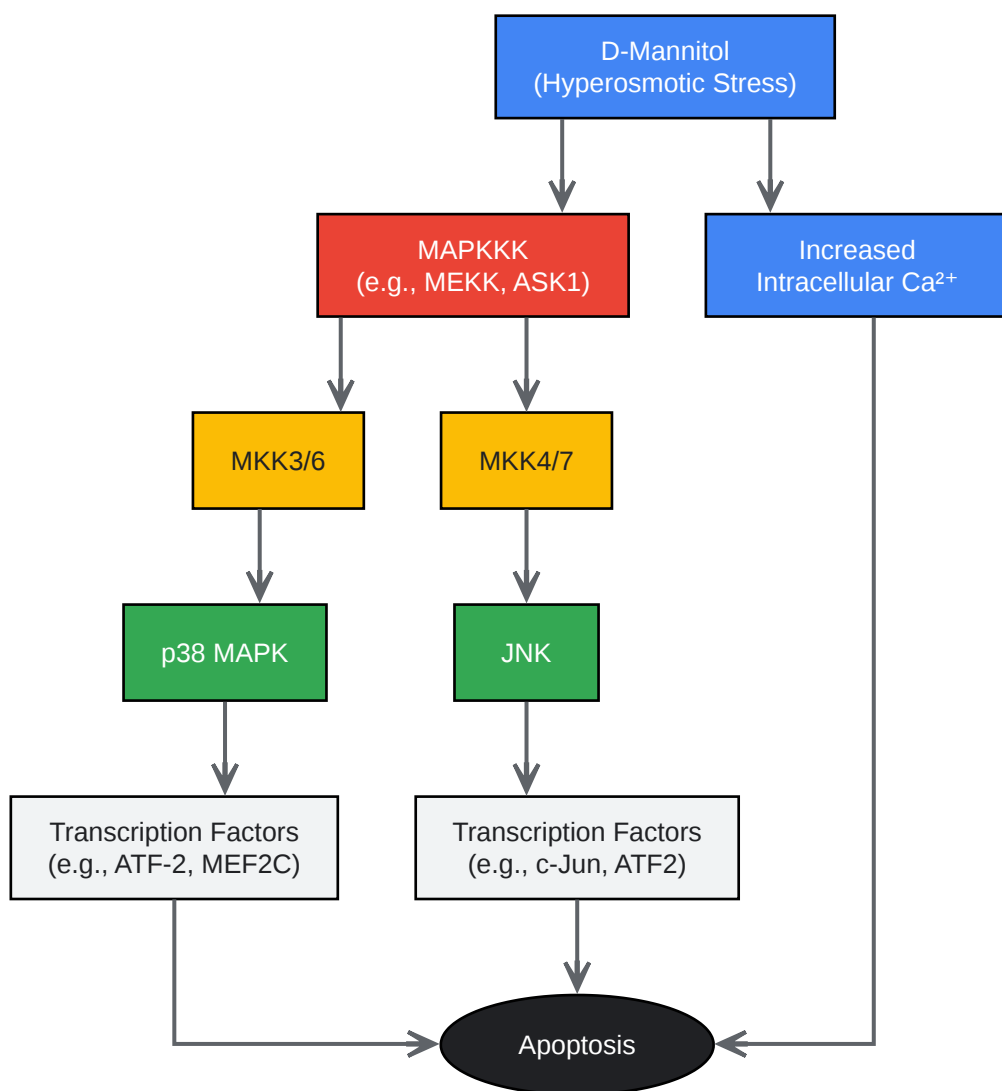 D-Mannitol
(Hyperosmotic Stress)
MAPKKK
(e.g., MEKK, ASK1)
Increased
Intracellular Ca²⁺
MKK3/6
MKK4/7
p38 MAPK
JNK
Transcription Factors
(e.g., ATF-2, MEF2C)
Transcription Factors
(e.g., c-Jun, ATF2)
Apoptosis